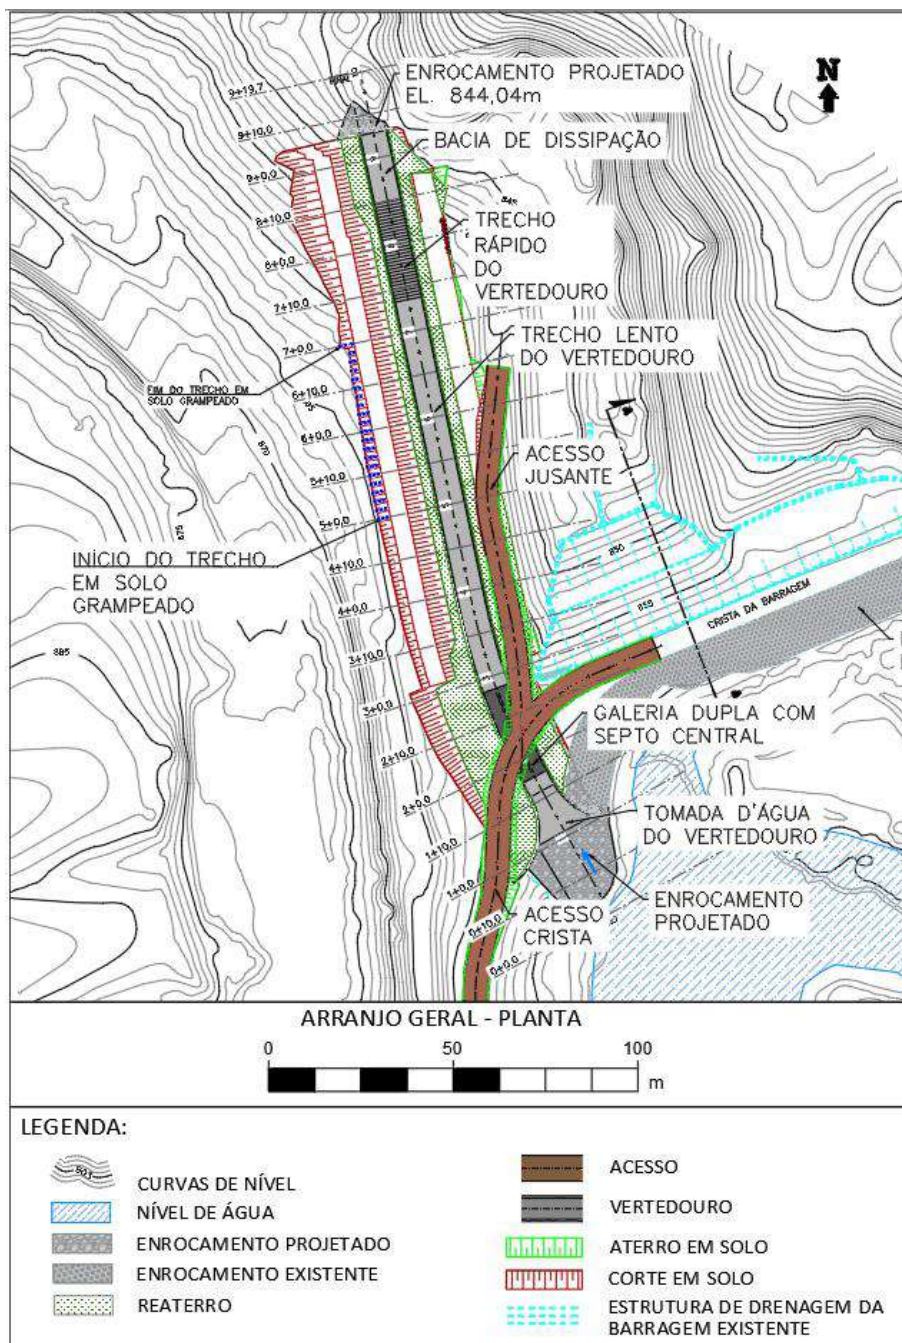 N
ENROCAMENTO PROJETADO
EL. 844,04m
BACIA DE DISSIPAÇÃO
TRECHO
RÁPIDO
DO
VERTEDOURO
TRECHO LENTO
DO VERTEDOURO
ACESSO
JUSANTE
FIM DO TRECHO EM
SOLO GRAMPEADO
INÍCIO DO TRECHO
EM SOLO
GRAMPEADO
9+19,7
9+10,0
9+0,0
8+10,0
8+0,0
7+10,0
7+0,0
6+10,0
6+0,0
5+10,0
5+0,0
4+10,0
4+0,0
3+10,0
3+0,0
2+10,0
2+0,0
1+10,0
1+0,0
0+10,0
0+0,0
870
875
885
850
855
CRISTA DA BARRAGEM
GALERIA DUPLA COM
SEPTO CENTRAL
TOMADA D'ÁGUA
DO VERTEDOURO
ENROCAMENTO
PROJETADO
ACESSO
CRISTA
ARRANJO GERAL - PLANTA
0 50 100
m
LEGENDA:
CURVAS DE NÍVEL
NÍVEL DE ÁGUA
ENROCAMENTO PROJETADO
ENROCAMENTO EXISTENTE
REATERRO
ACESSO
VERTEDOURO
ATERRO EM SOLO
CORTE EM SOLO
ESTRUTURA DE DRENAGEM DA
BARRAGEM EXISTENTE